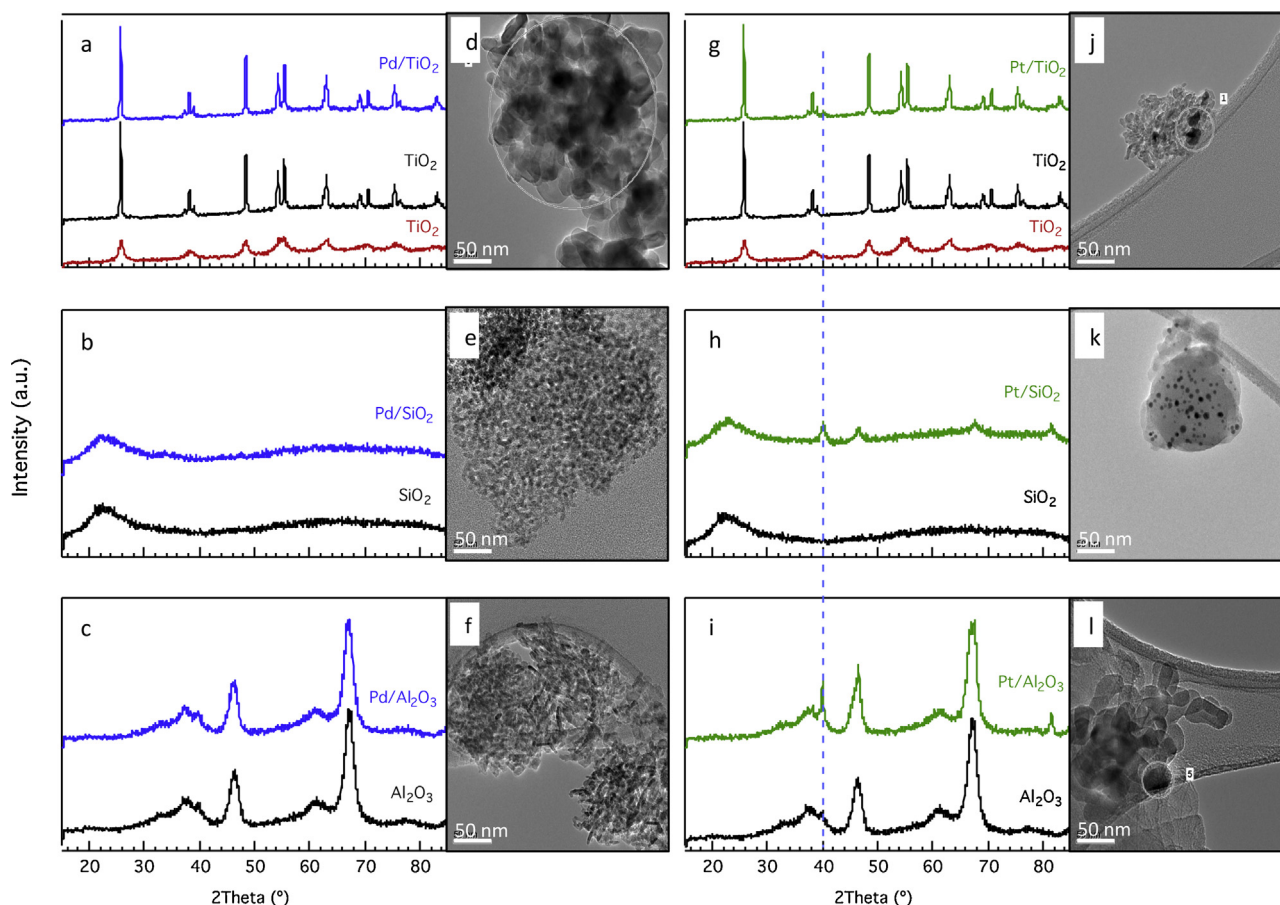 a
Pd/TiO₂
TiO₂
TiO₂
d
50 nm
g
Pt/TiO₂
TiO₂
TiO₂
j
1
50 nm
Intensity (a.u.)
b
Pd/SiO₂
SiO₂
e
50 nm
h
Pt/SiO₂
SiO₂
k
50 nm
c
Pd/Al₂O₃
Al₂O₃
f
50 nm
i
Pt/Al₂O₃
Al₂O₃
l
5
50 nm
20 30 40 50 60 70 80
2Theta (°)
20 30 40 50 60 70 80
2Theta (°)